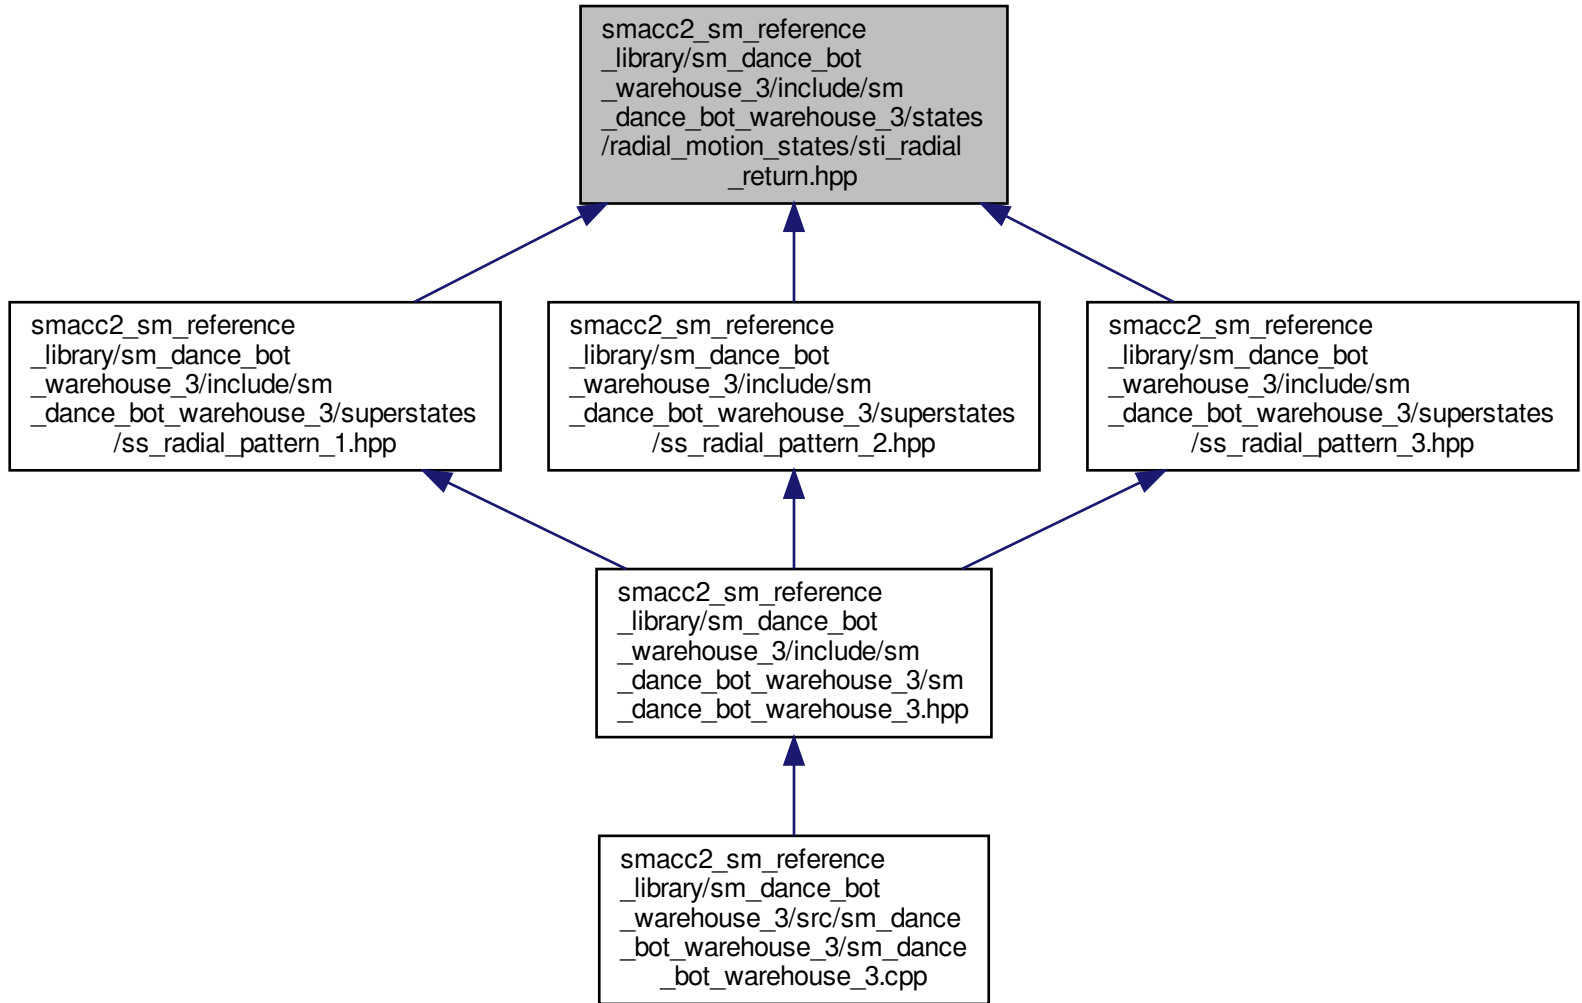 smacc2_sm_reference
_library/sm_dance_bot
_warehouse_3/include/sm
_dance_bot_warehouse_3/states
/radial_motion_states/sti_radial
_return.hpp
smacc2_sm_reference
_library/sm_dance_bot
_warehouse_3/include/sm
_dance_bot_warehouse_3/superstates
/ss_radial_pattern_1.hpp
smacc2_sm_reference
_library/sm_dance_bot
_warehouse_3/include/sm
_dance_bot_warehouse_3/superstates
/ss_radial_pattern_2.hpp
smacc2_sm_reference
_library/sm_dance_bot
_warehouse_3/include/sm
_dance_bot_warehouse_3/superstates
/ss_radial_pattern_3.hpp
smacc2_sm_reference
_library/sm_dance_bot
_warehouse_3/include/sm
_dance_bot_warehouse_3/sm
_dance_bot_warehouse_3.hpp
smacc2_sm_reference
_library/sm_dance_bot
_warehouse_3/src/sm_dance
_bot_warehouse_3/sm_dance
_bot_warehouse_3.cpp